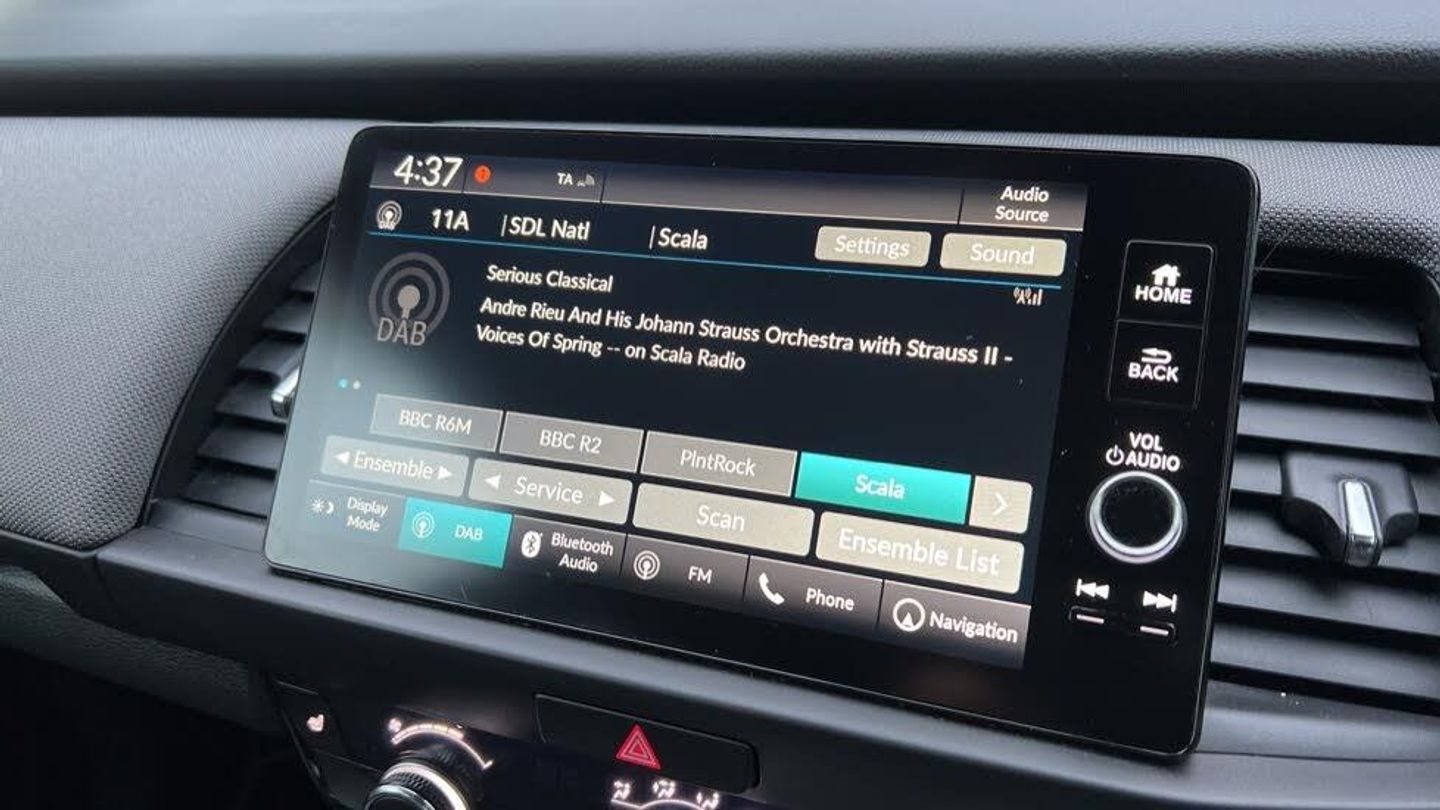 4:37
TA
Audio
Source
DAB
11A
|SDL Natl
|Scala
Settings
Sound
DAB
Serious Classical
Andre Rieu And His Johann Strauss Orchestra with Strauss II -
Voices Of Spring -- on Scala Radio
BBC R6M
BBC R2
PlntRock
Scala
Ensemble
Service
Scan
Ensemble List
Display
Mode
DAB
Bluetooth
Audio
FM
Phone
Navigation
HOME
BACK
VOL
AUDIO